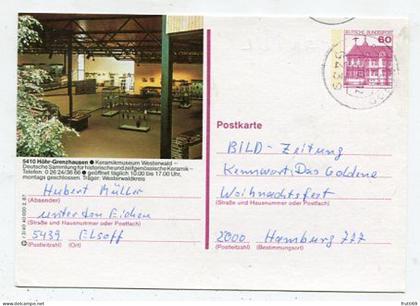 DEUTSCHE BUNDESPOST
60
5439
5410 Höhr-Grenzhausen ● Keramikmuseum Westerwald –
Deutsche Sammlung für historische und zeitgenössische Keramik –
Telefon: 0 26 24/36 66 ● geöffnet täglich 10.00 bis 17.00 Uhr,
montags geschlossen. Träger: Westerwaldkreis
Hubert Müller
(Absender)
unter den Eichen
(Straße und Hausnummer oder Postfach)
5439 Elsoff
(Postleitzahl) (Ort)
Postkarte
BILD-Zeitung
Kennwort: Das Goldene
Weihnachtsfest
(Straße und Hausnummer oder Postfach)
2000 Hamburg 777
(Postleitzahl) (Bestimmungsort)
thut69